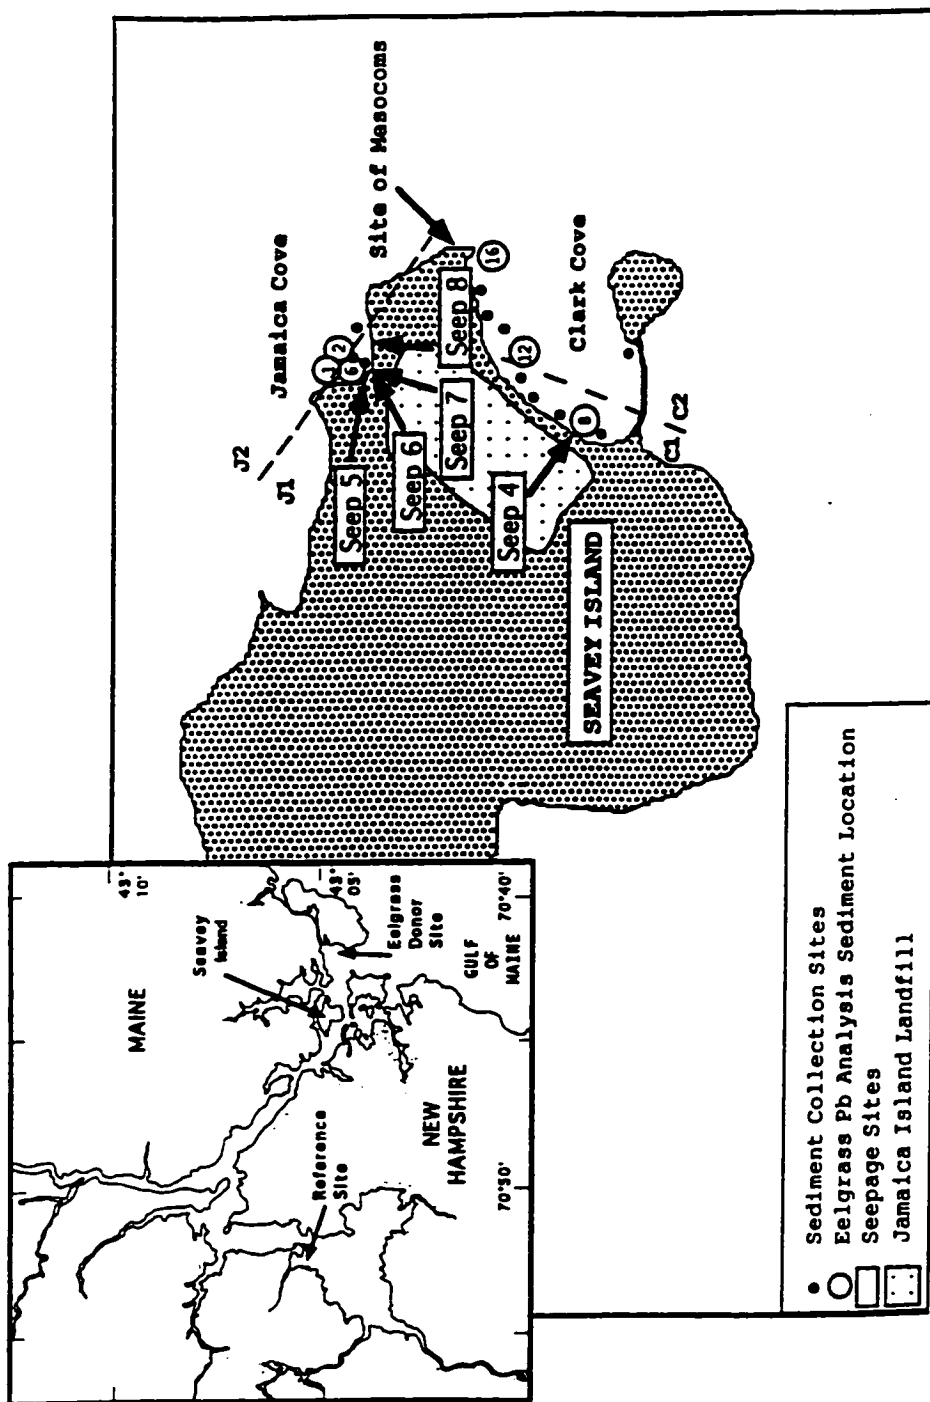 MAINE
Seavey
Island
43°
10'
43°
05'
Reference
Site
Eelgrass
Donor
Site
NEW
HAMPSHIRE
GULF
OF
MAINE
70°50'
70°40'
J2
J1
Jamaica Cove
Site of Mesocoms
1
2
6
Seep 5
Seep 6
Seep 7
Seep 8
16
12
8
Seep 4
Clark Cove
C1/C2
SEAVEY ISLAND
Sediment Collection Sites
Eelgrass Pb Analysis Sediment Location
Seepage Sites
Jamaica Island Landfill